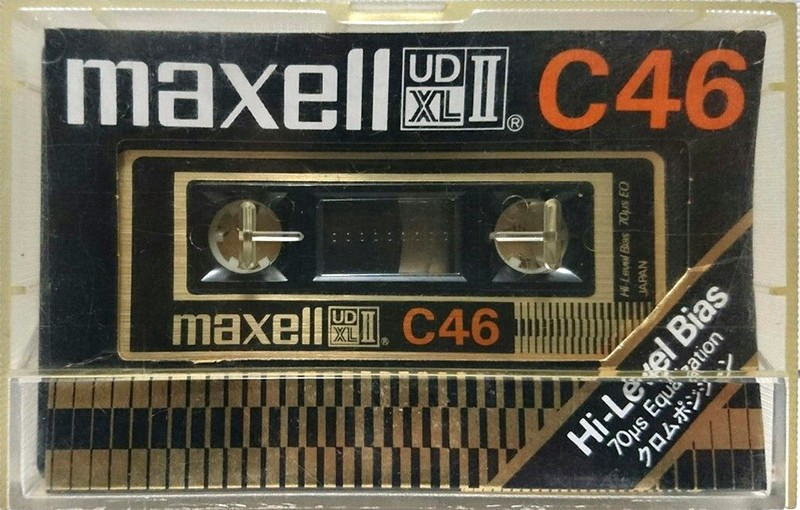 maxell UD XL II ® C46
Hi-Level Bias 70µs EQ
JAPAN
maxell UD XL II ® C46
Hi-Level Bias
70µs Equalization
クロムポジション